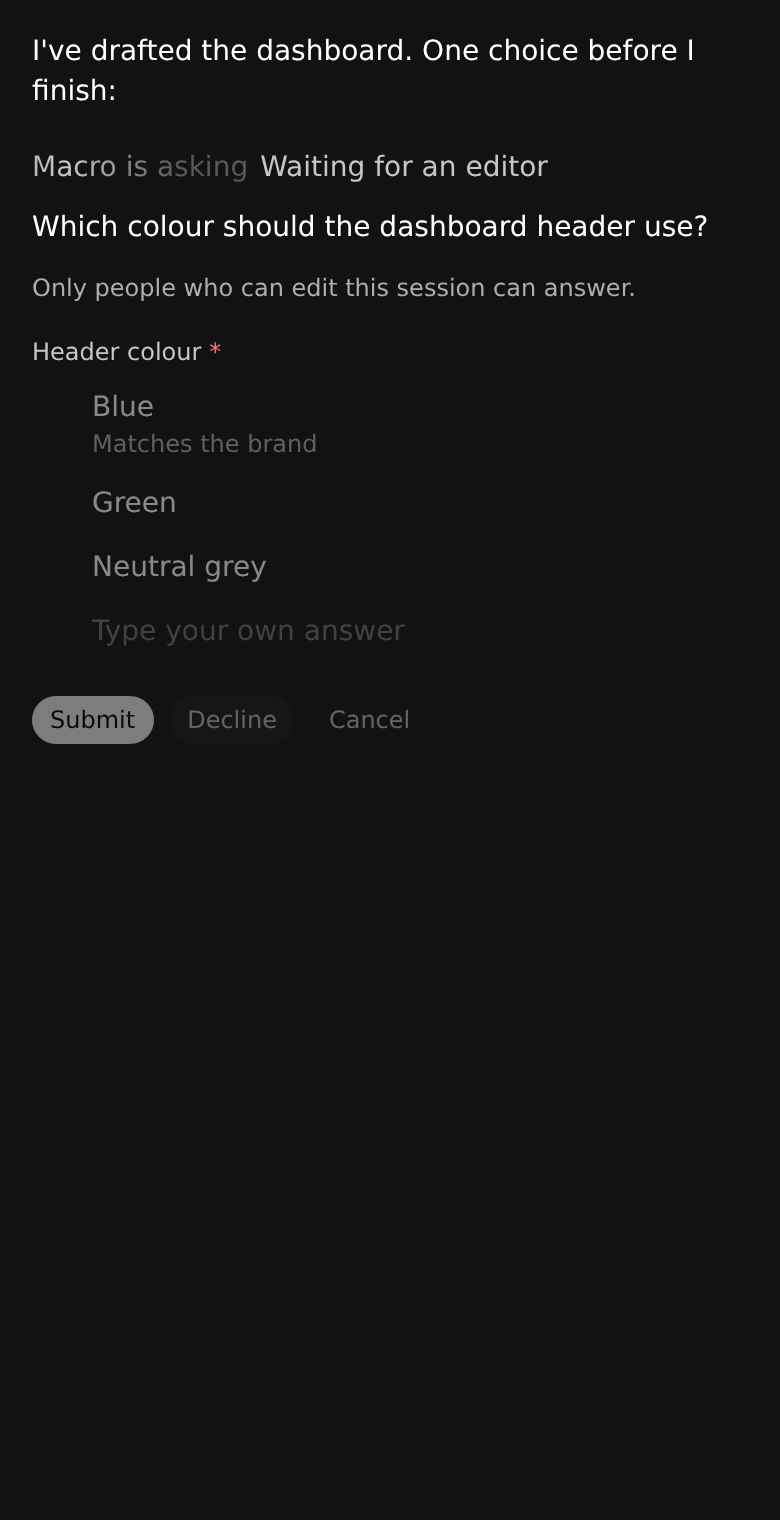 I've drafted the dashboard. One choice before I
finish:
Macro is asking Waiting for an editor
Which colour should the dashboard header use?
Only people who can edit this session can answer.
Header colour *
Blue
Matches the brand
Green
Neutral grey
Type your own answer
Submit Decline Cancel